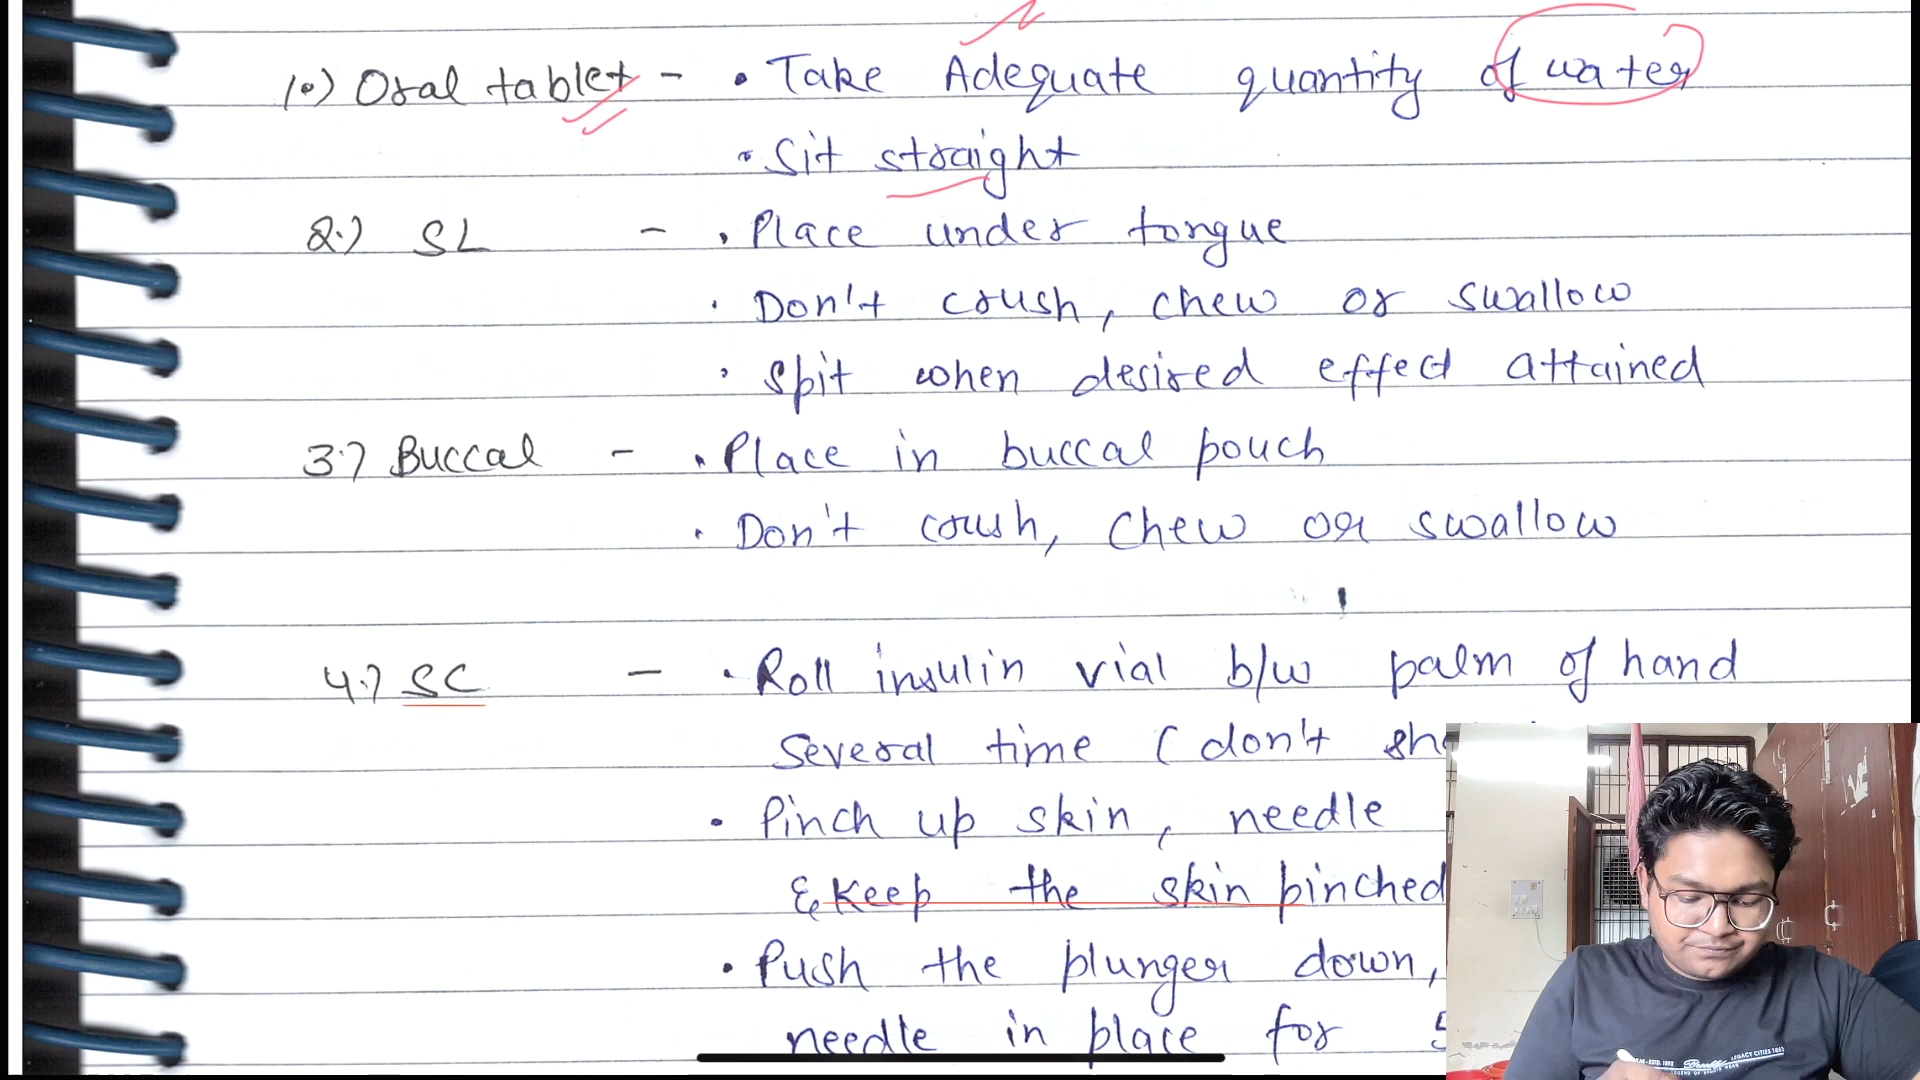 1.) Oral tablet - • Take Adequate quantity of water
• Sit straight
2.) SL - • Place under tongue
• Don't crush, chew or swallow
• Spit when desired effect attained
3.) Buccal - • Place in buccal pouch
• Don't crush, chew or swallow
4.) SC - • Roll insulin vial b/w palm of hand
several time (don't
• Pinch up skin, needle
& Keep the skin pinched
• Push the plunger down,
needle in place for
LEGACY CITIES